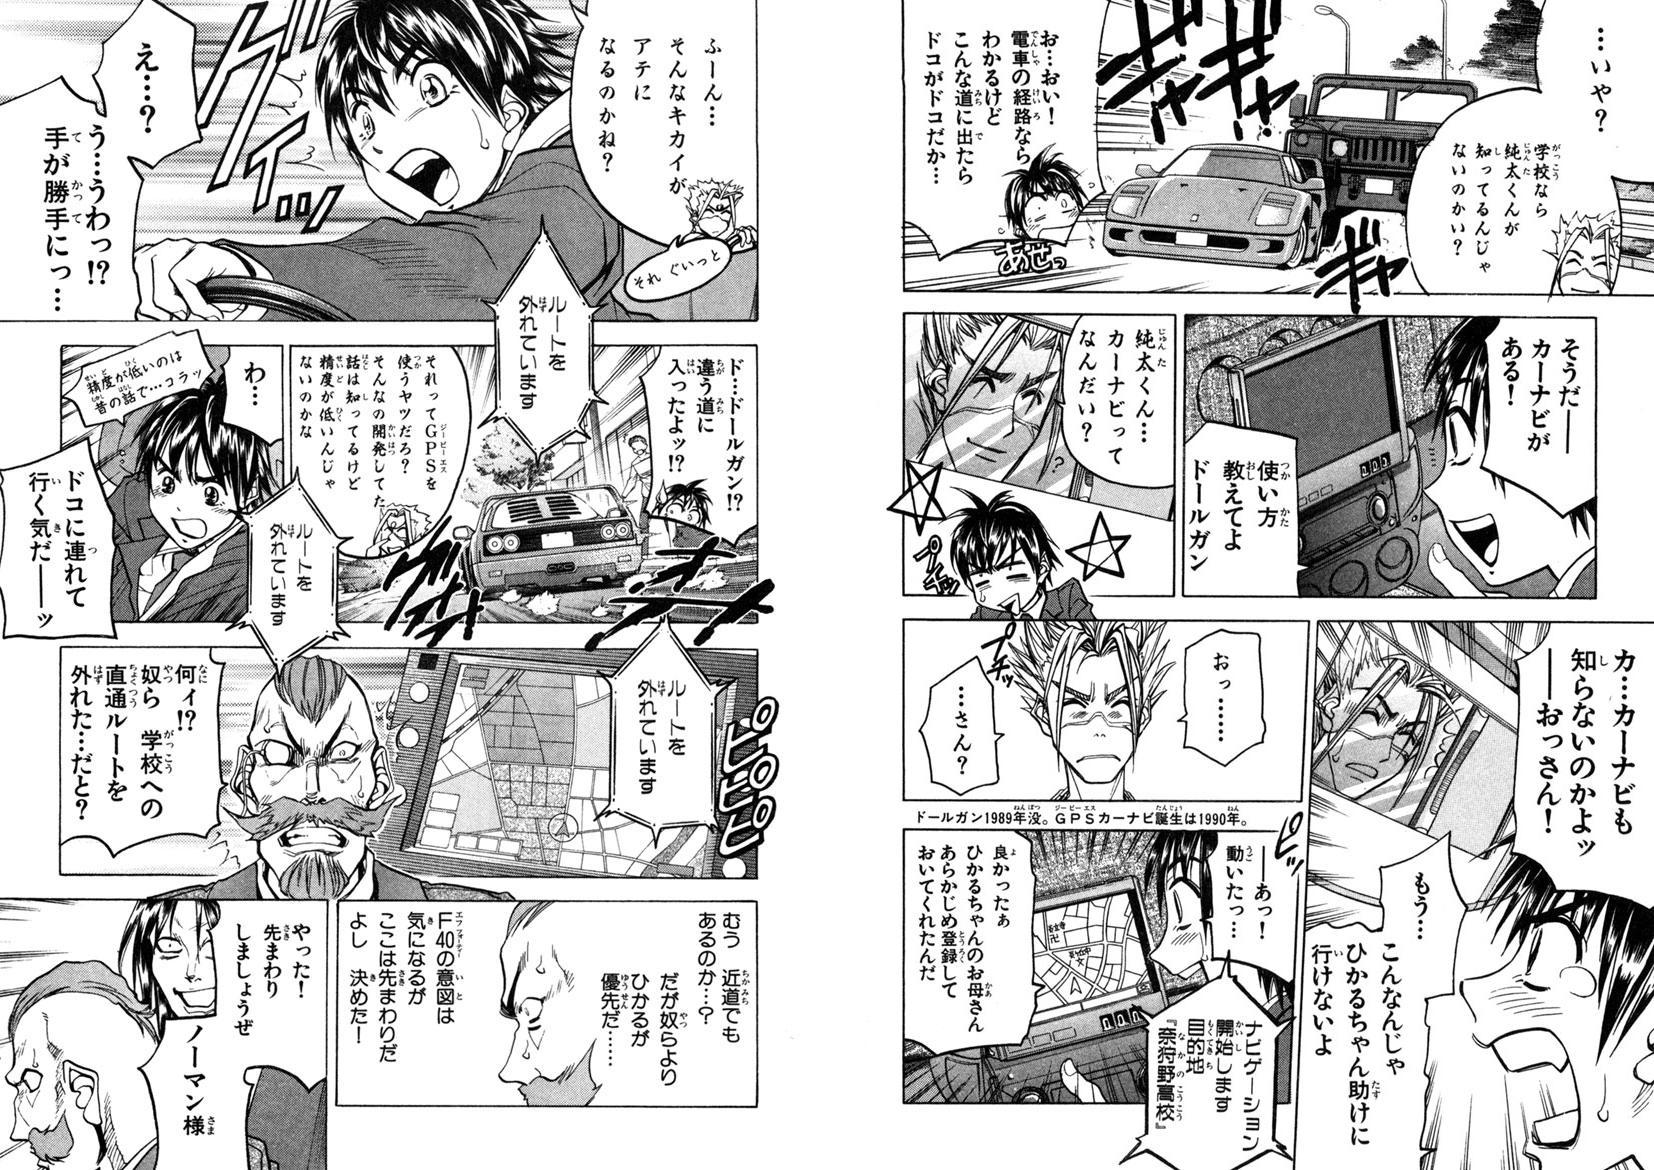 …いや？
学校なら
純太くんが
知ってるんじゃ
ないのかい？
ギャギャギャギャ
ギャ
お…おい！
電車の経路なら
わかるけど
こんな道に出たら
ドコがドコだか…
あせっ
そうだ――
カーナビが
ある！
使い方
教えてよ
ドールガン
純太くん…
カーナビって
なんだい？
？
カ…カーナビも
知らないのかよッ
――おっさん！
おっ……
…さん？
ドールガン1989年没。GPSカーナビ誕生は1990年。
もう…
こんなんじゃ
ひかるちゃん助けに
行けないよ
ピッ
――あっ！
動いたっ…
ナビゲーション
開始します
目的地
『奈狩野高校』
良かったぁ
ひかるちゃんのお母さん
あらかじめ登録して
おいてくれたんだ
ふーん…
そんなキカイが
アテに
なるのかね？
それ ぐいっと
え…？
う…うわっ!?
手が勝手にっ…
ルートを
外れています
ド…ドールガン!?
違う道に
入ったよッ!?
それってGPSを
使うヤツだろ？
そんなの開発してた
話は知ってるけど
精度が低いんじゃ
ないのかな
精度が低いのは
昔の話で…コラッ
わ…
ドコに連れて
行く気だ――ッ
ルートを
外れています
ルートを
外れています
ピピピピ
何ィ!?
奴ら 学校への
直通ルートを
外れた…だと？
むう 近道でも
あるのか…？
だが奴らより
ひかるが
優先だ……
F40の意図は
気になるが
ここは先まわりだ
よし 決めた！
やった！
先まわり
しましょうぜ
ノーマン様